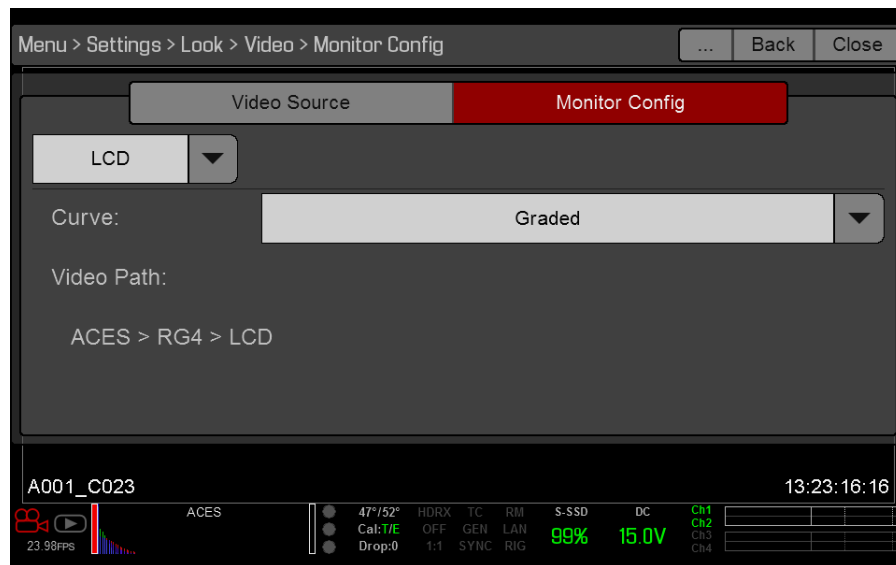 Menu > Settings > Look > Video > Monitor Config ... Back Close
Video Source Monitor Config
LCD
Curve: Graded
Video Path:
ACES > RG4 > LCD
A001_C023 13:23:16:16
ACES 47°/52° HDRX TC RM S-SSD DC Ch1
Ch2
Cal:T/E OFF GEN LAN 99% 15.0V Ch3
23.98FPS Drop:0 1:1 SYNC RIG Ch4